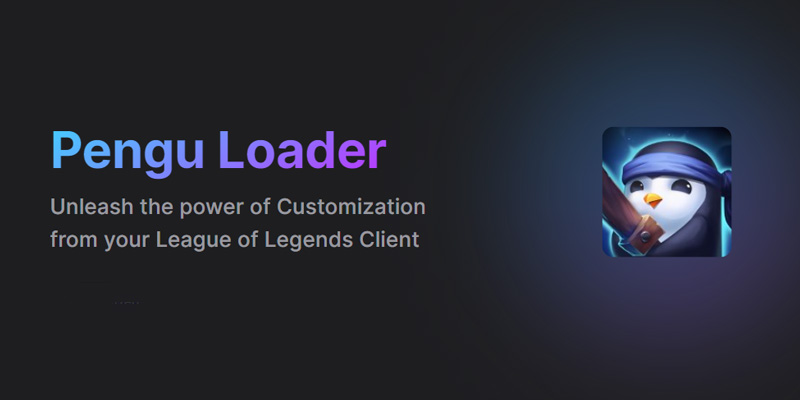 Pengu Loader
Unleash the power of Customization
from your League of Legends Client